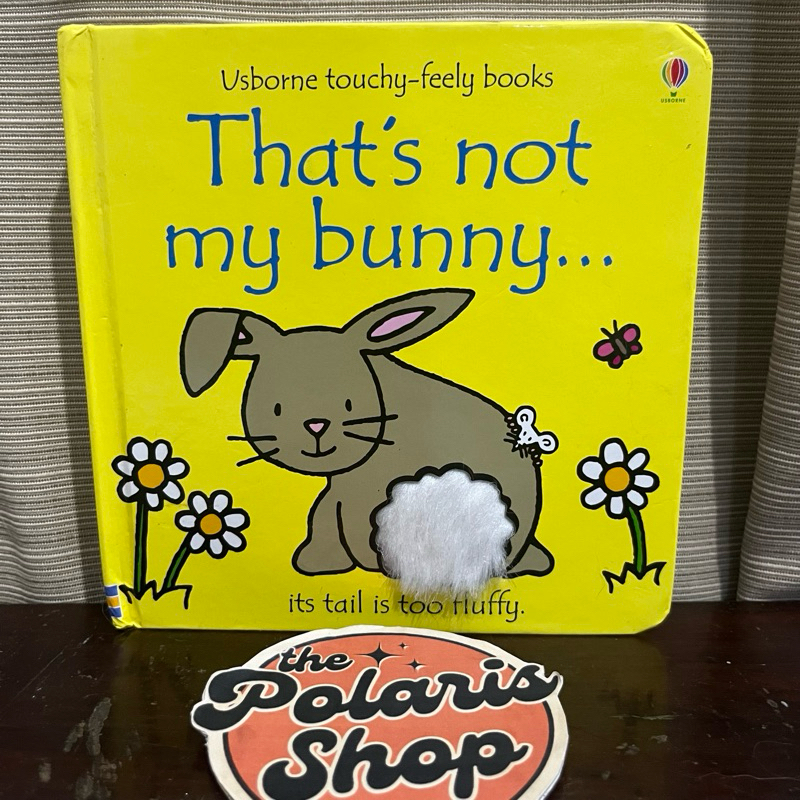 Usborne touchy-feely books
USBORNE
That's not
my bunny...
its tail is too fluffy.
the
Polaris
Shop